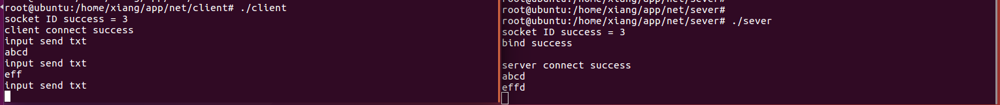 root@ubuntu:/home/xiang/app/net/client# ./client
socket ID success = 3
client connect success
input send txt
abcd
input send txt
eff
input send txt
root@ubuntu:/home/xiang/app/net/sever#
root@ubuntu:/home/xiang/app/net/sever# ./sever
socket ID success = 3
bind success
server connect success
abcd
effd